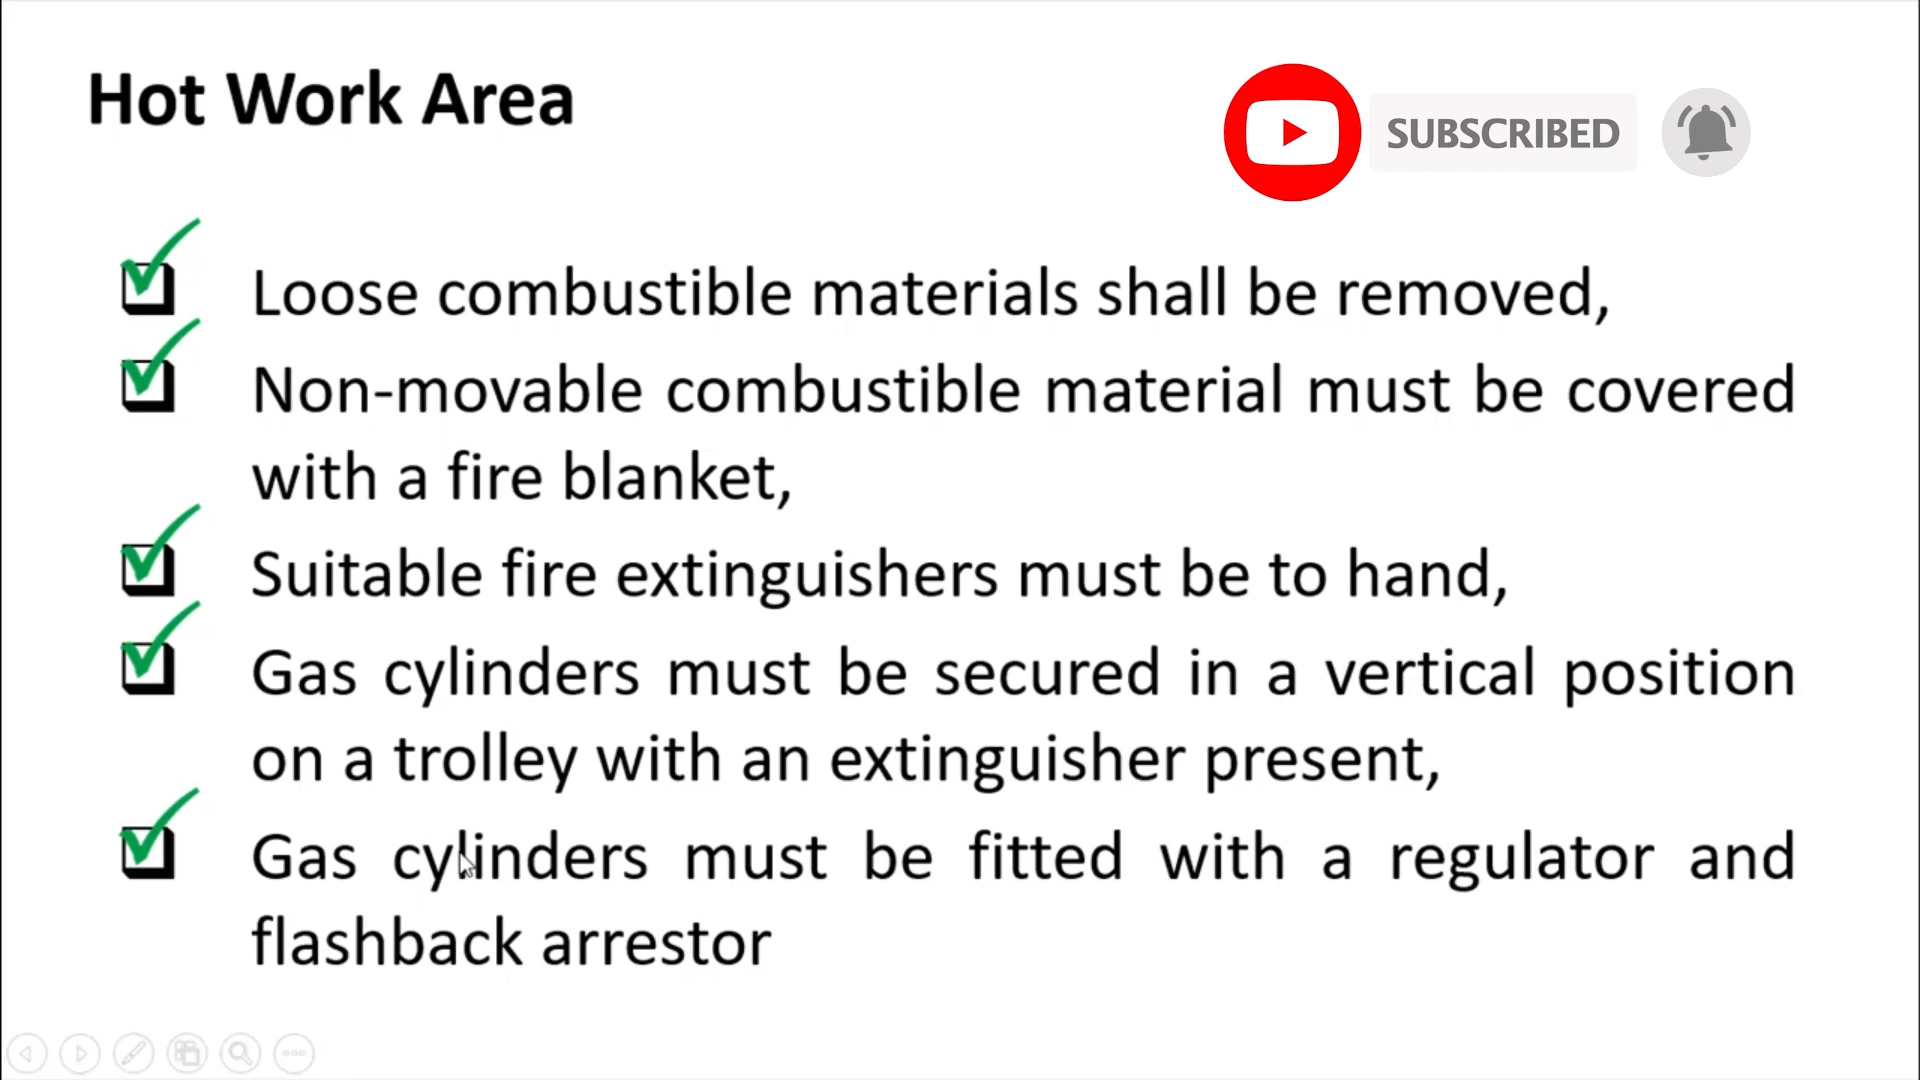 Hot Work Area
SUBSCRIBED
Loose combustible materials shall be removed,
Non-movable combustible material must be covered
with a fire blanket,
Suitable fire extinguishers must be to hand,
Gas cylinders must be secured in a vertical position
on a trolley with an extinguisher present,
Gas cylinders must be fitted with a regulator and
flashback arrestor